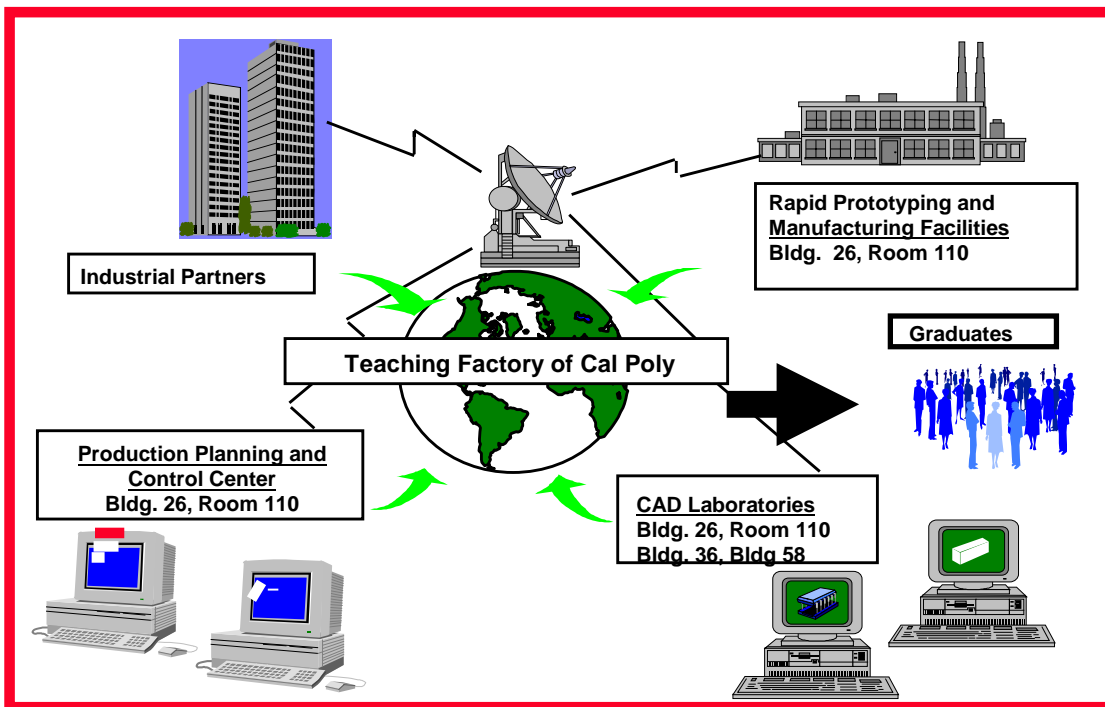 Industrial Partners
Rapid Prototyping and
Manufacturing Facilities
Bldg. 26, Room 110
Graduates
Teaching Factory of Cal Poly
Production Planning and
Control Center
Bldg. 26, Room 110
CAD Laboratories
Bldg. 26, Room 110
Bldg. 36, Bldg 58